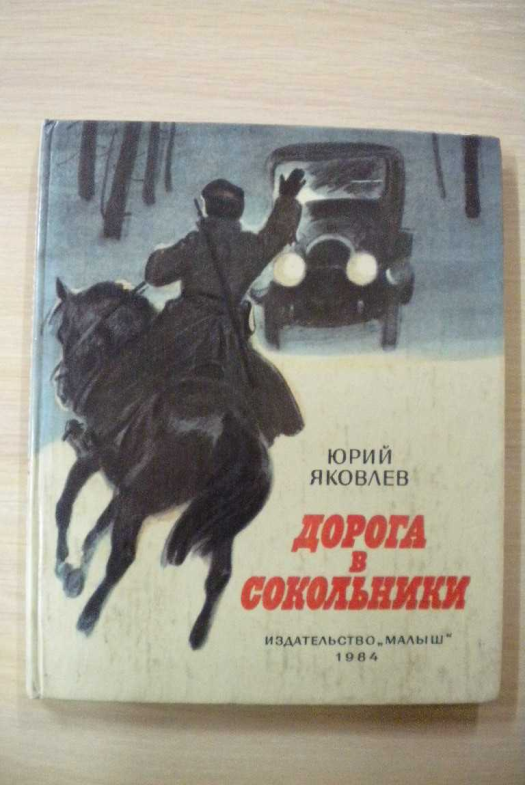 ЮРИЙ
ЯКОВЛЕВ
ДОРОГА
В
СОКОЛЬНИКИ
ИЗДАТЕЛЬСТВО „МАЛЫШ"
1984